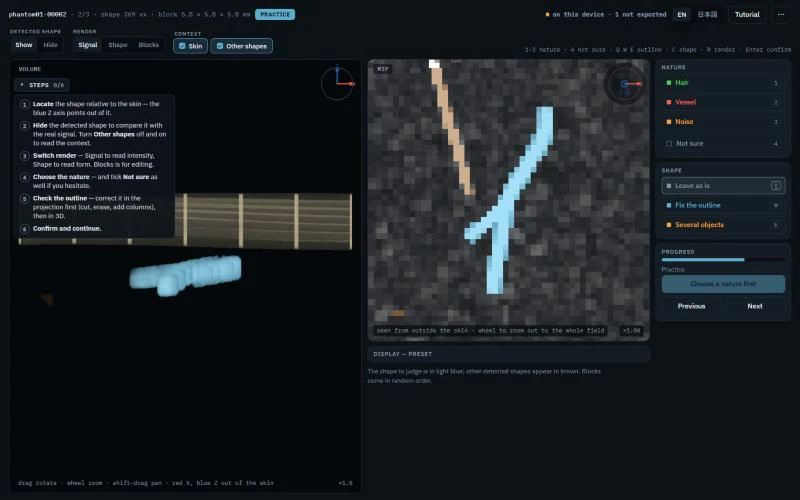 phantom01-00002 · 2/3 · shape 369 vx · block 5.8 × 5.8 × 5.8 mm PRACTICE
on this device · 1 not exported EN 日本語 Tutorial ...
DETECTED SHAPE RENDER CONTEXT
Show Hide Signal Shape Blocks Skin Other shapes
1–3 nature · 4 not pure · Q W E outline · C shape · R render · Enter confirm
VOLUME
STEPS 0/6
1 Locate the shape relative to the skin — the
blue Z axis points out of it.
2 Hide the detected shape to compare it with
the real signal. Turn Other shapes off and on
to read the context.
3 Switch render — Signal to read intensity,
Shape to read form. Blocks is for editing.
4 Choose the nature — and tick Not sure as
well if you hesitate.
5 Check the outline — correct it in the
projection first (cut, erase, add columns),
then in 3D.
6 Confirm and continue.
drag rotate · wheel zoom · shift-drag pan · red X, blue Z out of the skin ×1.0
MIP
seen from outside the skin · wheel to zoom out to the whole field ×1.00
DISPLAY — PRESET
The shape to judge is in light blue; other detected shapes appear in brown. Blocks
come in random order.
NATURE
Hair 1
Vessel 2
Noise 3
Not sure 4
SHAPE
Leave as is Q
Fix the outline W
Several objects E
PROGRESS
Practice
Choose a nature first
Previous Next